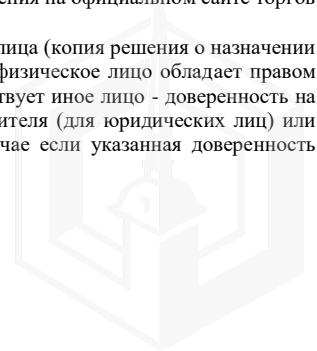 ения на официальном сайте торгов
лица (копия решения о назначении
физическое лицо обладает правом
твует иное лицо - доверенность на
ителя (для юридических лиц) или
чае если указанная доверенность